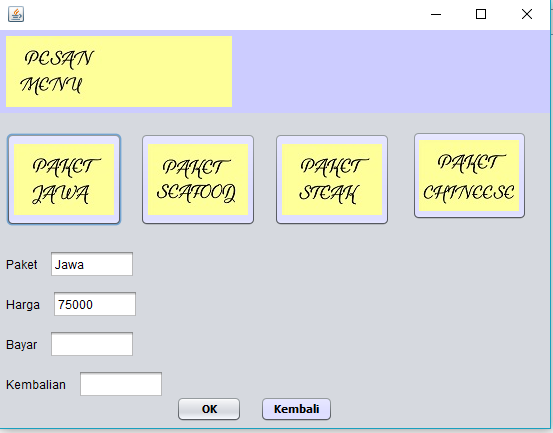 PESAN
MENU
PAKET
JAWA
PAKET
SEAFOOD
PAKET
STEAK
PAKET
CHINEESE
Paket Jawa
Harga 75000
Bayar
Kembalian
OK Kembali